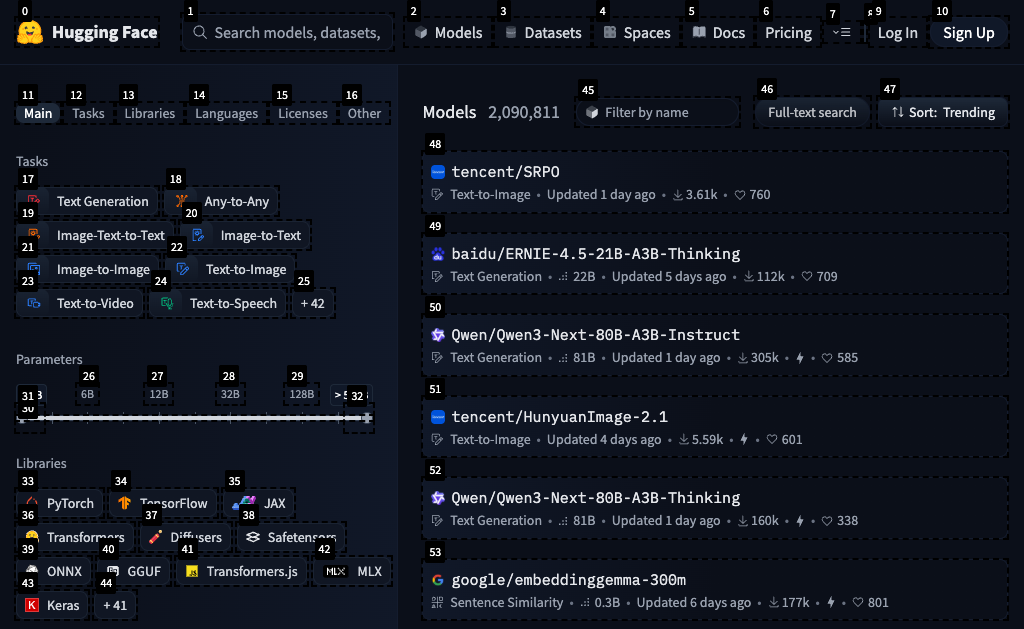 0 1 2 3 4 5 6 7 9 10
Hugging Face Search models, datasets, Models Datasets Spaces Docs Pricing Log In Sign Up
11 12 13 14 15 16
Main Tasks Libraries Languages Licenses Other
Tasks
17 18
Text Generation Any-to-Any
19 20
Image-Text-to-Text Image-to-Text
21 22
Image-to-Image Text-to-Image
23 24 25
Text-to-Video Text-to-Speech + 42
Parameters
26 27 28 29
31 6B 12B 32B 128B 32
30
Libraries
33 34 35
PyTorch TensorFlow JAX
36 37 38
Transformers Diffusers Safetensors
39 40 41 42
ONNX GGUF Transformers.js MLX MLX
43 44
K Keras + 41
45 46 47
Models 2,090,811 Filter by name Full-text search Sort: Trending
48
tencent/SRPO
Text-to-Image • Updated 1 day ago • 3.61k • 760
49
baidu/ERNIE-4.5-21B-A3B-Thinking
Text Generation • 22B • Updated 5 days ago • 112k • 709
50
Qwen/Qwen3-Next-80B-A3B-Instruct
Text Generation • 81B • Updated 1 day ago • 305k • • 585
51
tencent/HunyuanImage-2.1
Text-to-Image • Updated 4 days ago • 5.59k • • 601
52
Qwen/Qwen3-Next-80B-A3B-Thinking
Text Generation • 81B • Updated 1 day ago • 160k • • 338
53
google/embeddinggemma-300m
Sentence Similarity • 0.3B • Updated 6 days ago • 177k • • 801